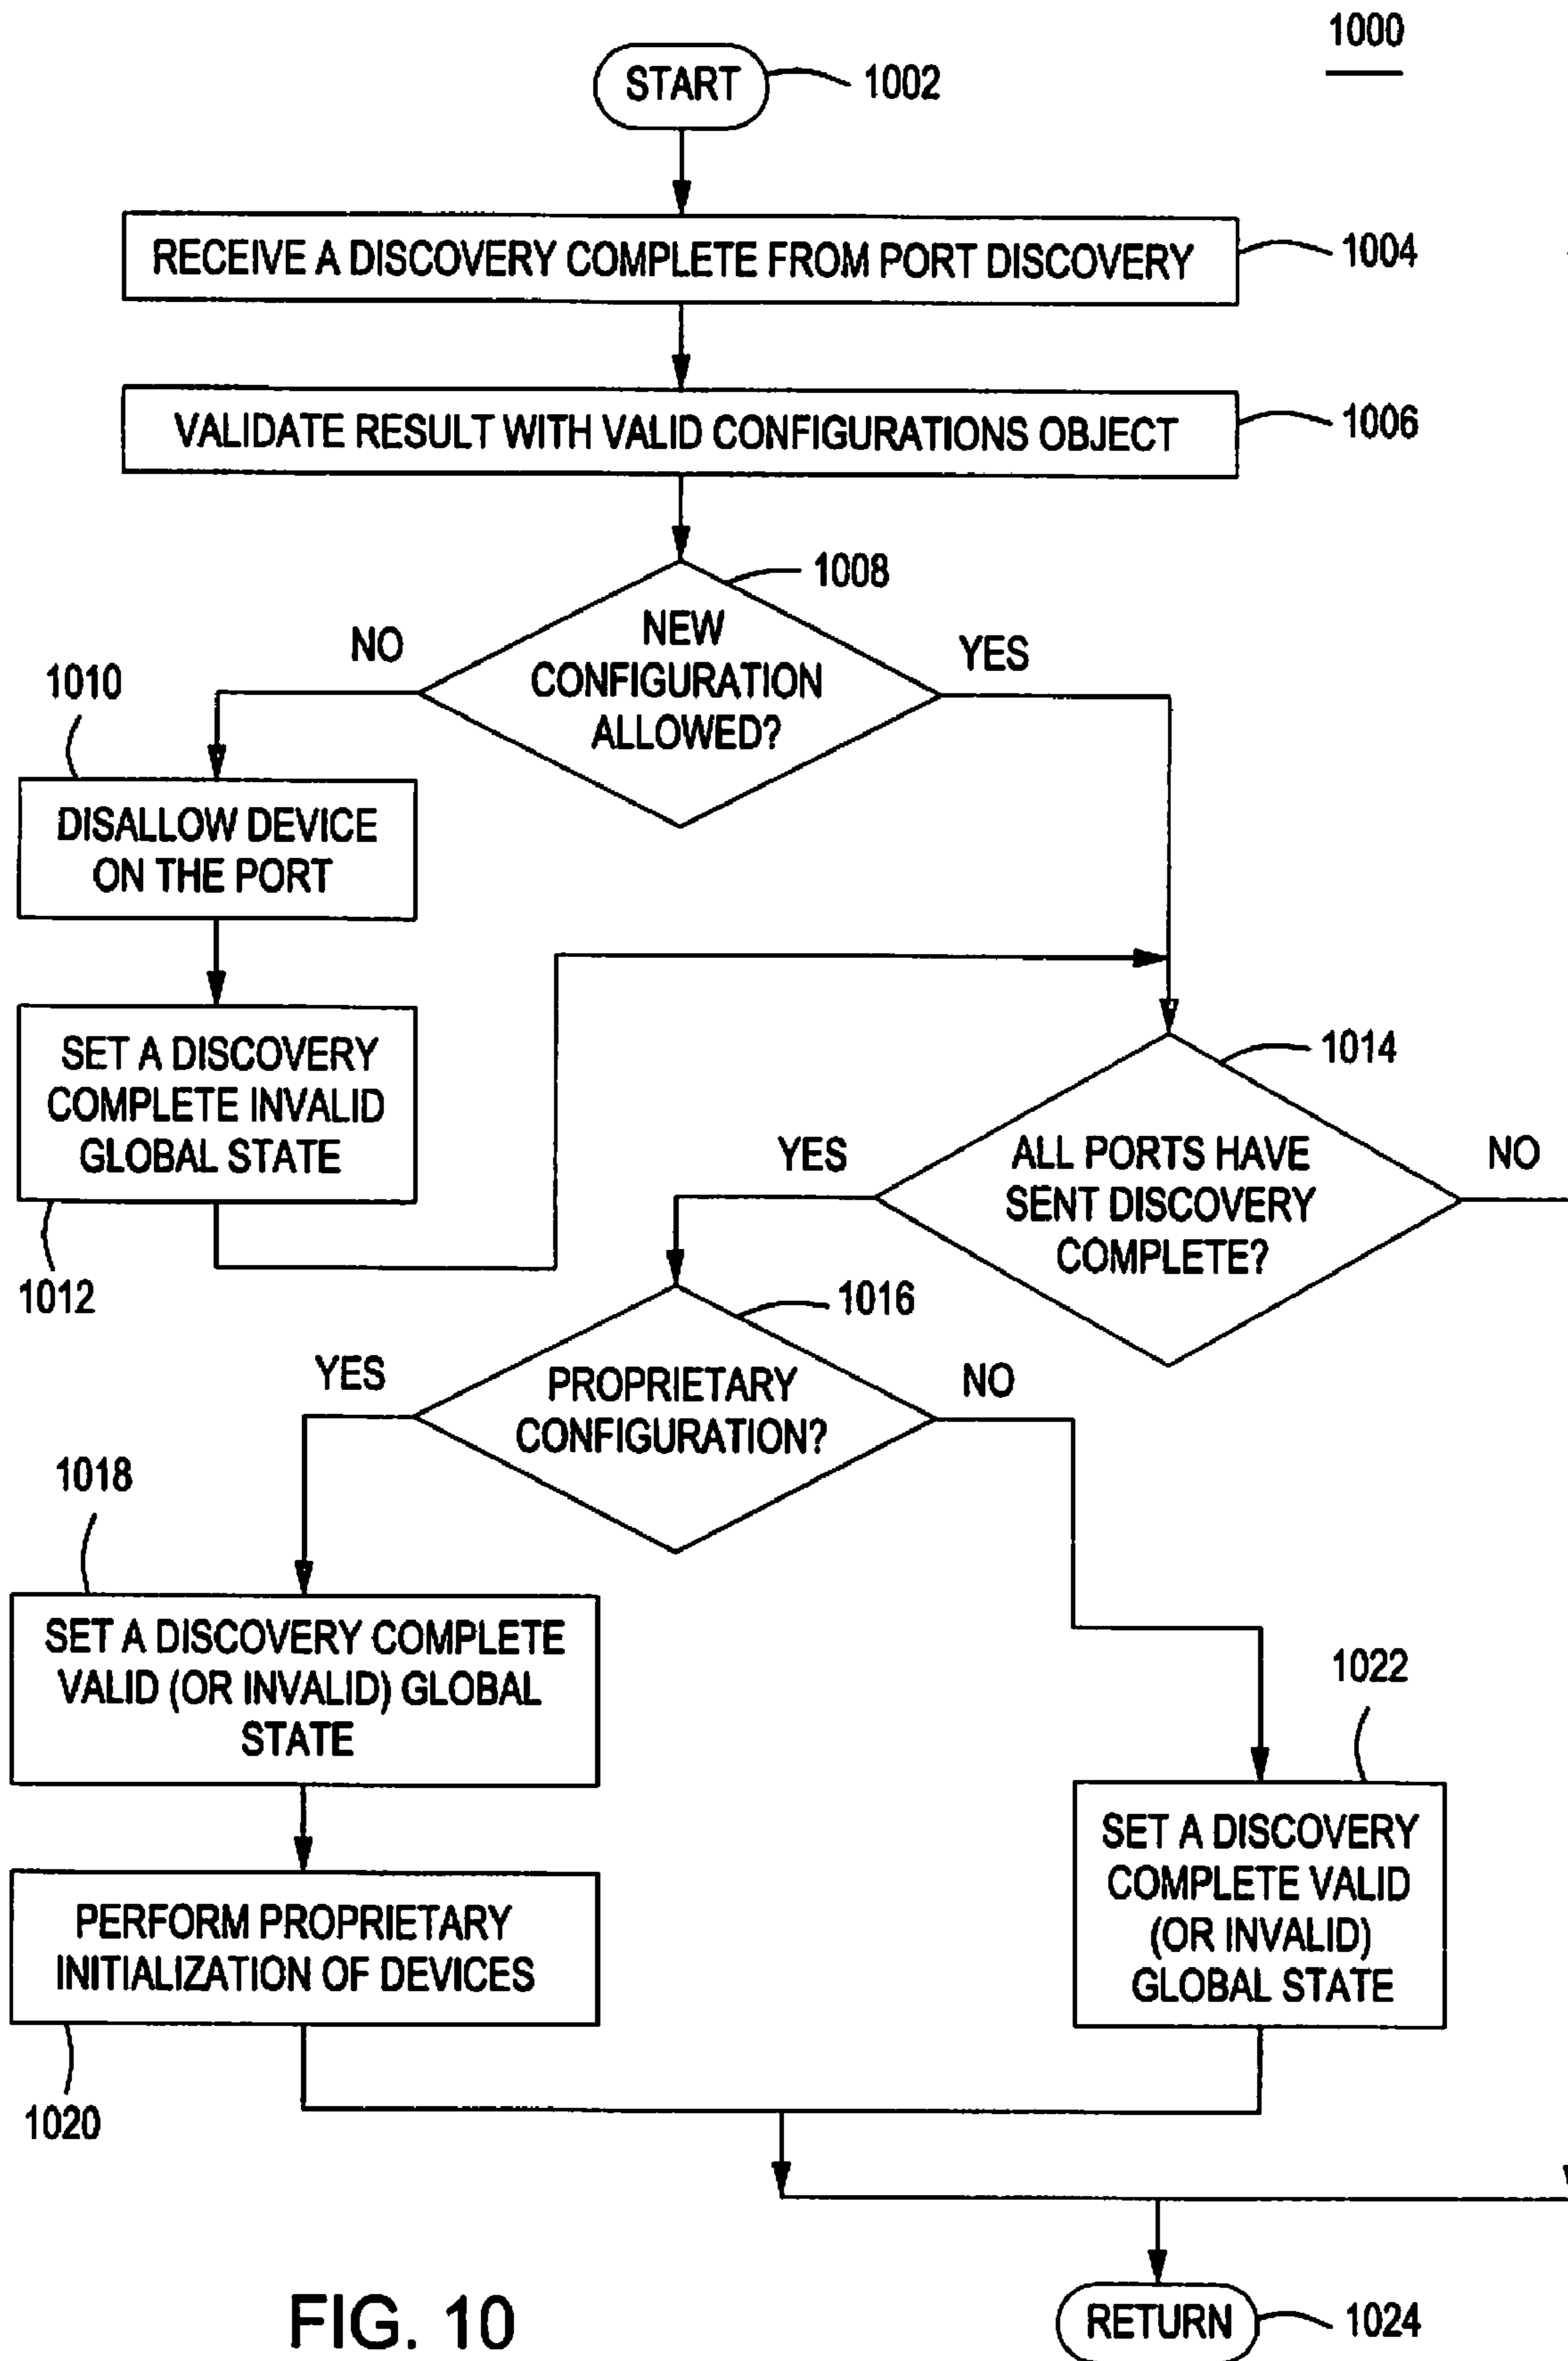 1000
START
1002
RECEIVE A DISCOVERY COMPLETE FROM PORT DISCOVERY
1004
VALIDATE RESULT WITH VALID CONFIGURATIONS OBJECT
1006
1008
NEW
CONFIGURATION
ALLOWED?
NO
YES
1010
DISALLOW DEVICE
ON THE PORT
SET A DISCOVERY
COMPLETE INVALID
GLOBAL STATE
1012
1014
ALL PORTS HAVE
SENT DISCOVERY
COMPLETE?
YES
NO
1016
PROPRIETARY
CONFIGURATION?
YES
NO
1018
SET A DISCOVERY COMPLETE
VALID (OR INVALID) GLOBAL
STATE
1022
SET A DISCOVERY
COMPLETE VALID
(OR INVALID)
GLOBAL STATE
PERFORM PROPRIETARY
INITIALIZATION OF DEVICES
1020
RETURN
1024
FIG. 10